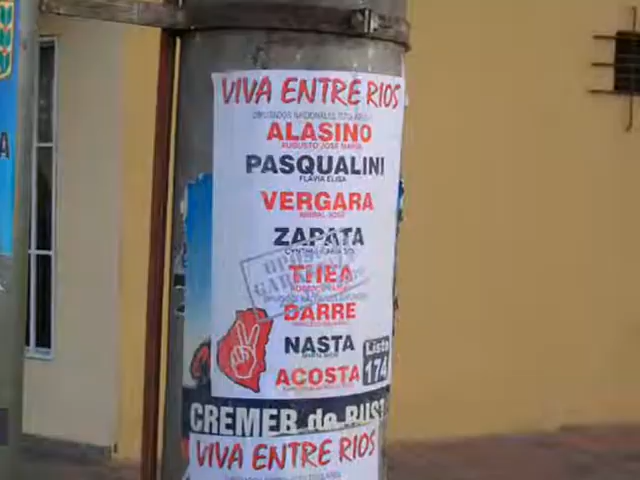 VIVA ENTRE RIOS
ALASINO
AUGUSTO JOSE MARIA
PASQUALINI
FLAVIA ELISA
VERGARA
ZAPATA
THEA
DARRE
NASTA
ACOSTA
Lista
174
CREMER de BUST
VIVA ENTRE RIOS